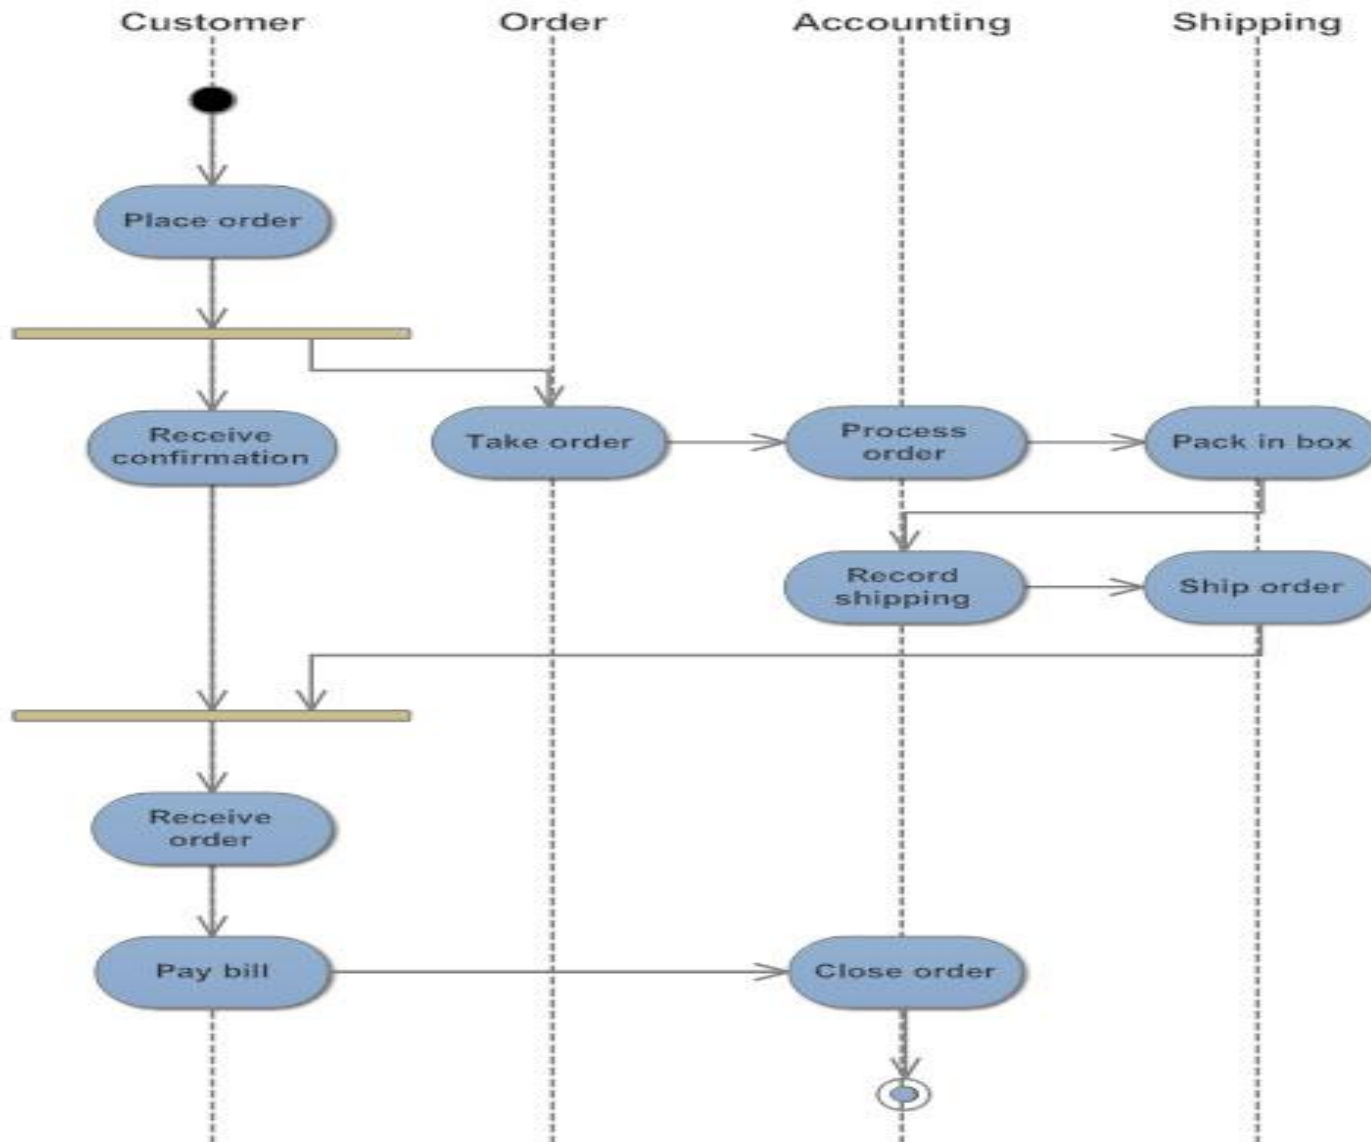 Customer
Order
Accounting
Shipping
Place order
Receive
confirmation
Take order
Process
order
Pack in box
Record
shipping
Ship order
Receive
order
Pay bill
Close order